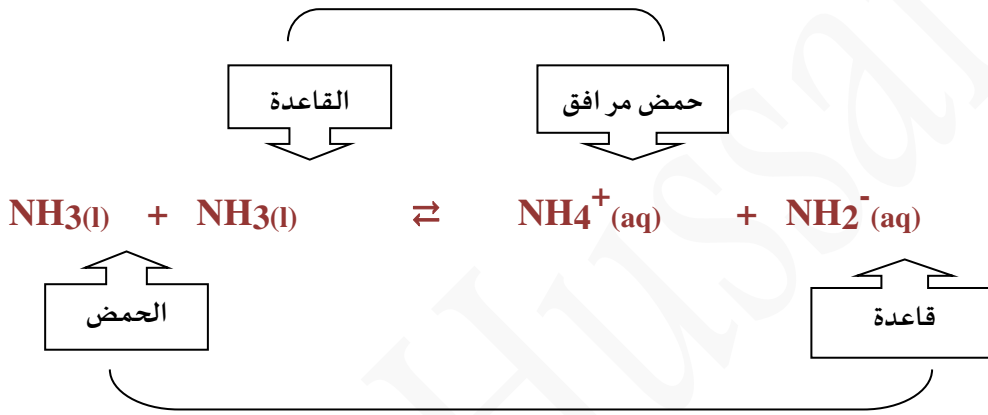 القاعدة
حمض مرافق
NH3(l) + NH3(l) ⇄ NH4+(aq) + NH2-(aq)
الحمض
قاعدة